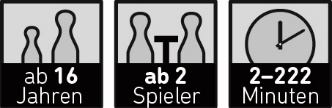 ab 16
Jahren
ab 2
Spieler
2–222
Minuten